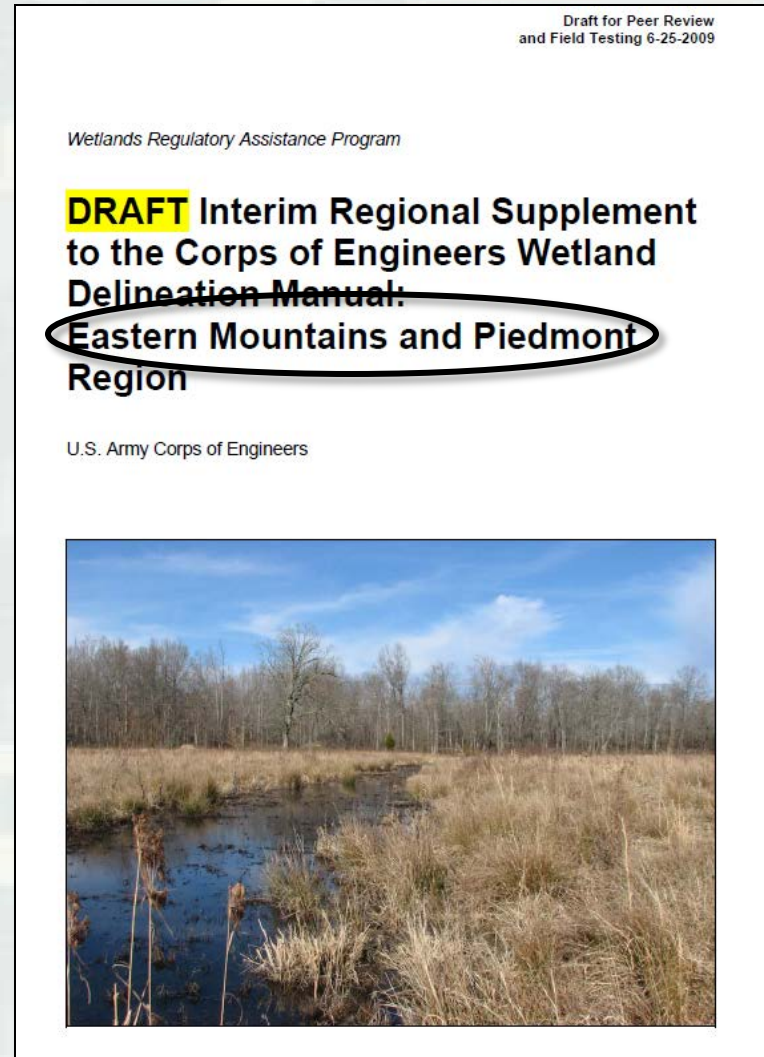 Draft for Peer Review
and Field Testing 6-25-2009
Wetlands Regulatory Assistance Program
DRAFT Interim Regional Supplement
to the Corps of Engineers Wetland
Delineation Manual:
Eastern Mountains and Piedmont
Region
U.S. Army Corps of Engineers